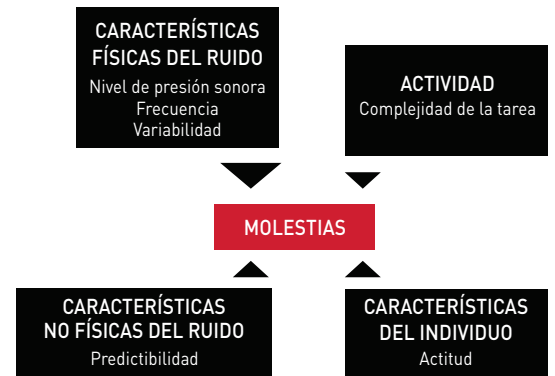 CARACTERÍSTICAS
FÍSICAS DEL RUIDO
Nivel de presión sonora
Frecuencia
Variabilidad
ACTIVIDAD
Complejidad de la tarea
MOLESTIAS
CARACTERÍSTICAS
NO FÍSICAS DEL RUIDO
Predictibilidad
CARACTERÍSTICAS
DEL INDIVIDUO
Actitud